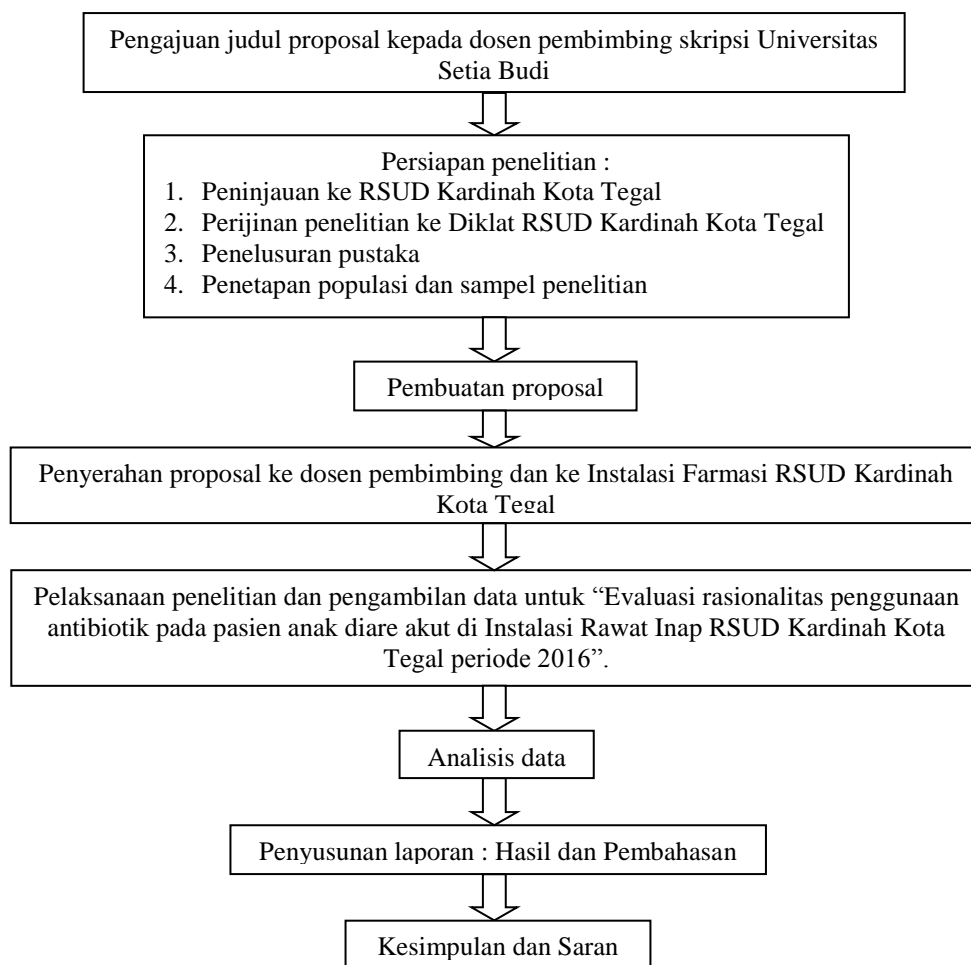 Pengajuan judul proposal kepada dosen pembimbing skripsi Universitas
Setia Budi
Persiapan penelitian :
1. Peninjauan ke RSUD Kardinah Kota Tegal
2. Perijinan penelitian ke Diklat RSUD Kardinah Kota Tegal
3. Penelusuran pustaka
4. Penetapan populasi dan sampel penelitian
Pembuatan proposal
Penyerahan proposal ke dosen pembimbing dan ke Instalasi Farmasi RSUD Kardinah
Kota Tegal
Pelaksanaan penelitian dan pengambilan data untuk “Evaluasi rasionalitas penggunaan
antibiotik pada pasien anak diare akut di Instalasi Rawat Inap RSUD Kardinah Kota
Tegal periode 2016”.
Analisis data
Penyusunan laporan : Hasil dan Pembahasan
Kesimpulan dan Saran